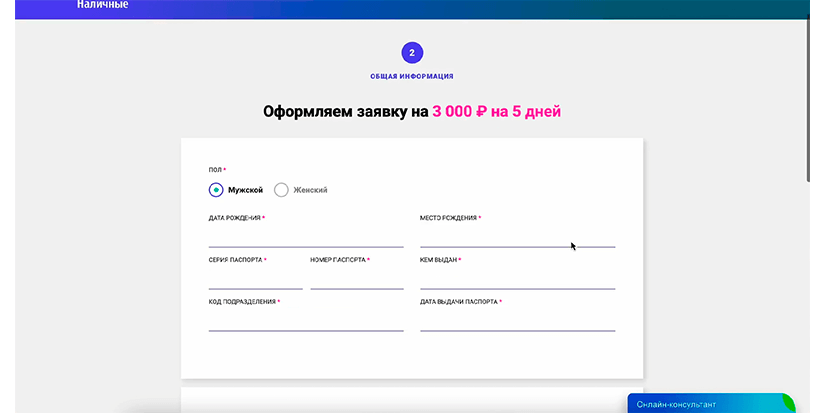 Наличные
2
ОБЩАЯ ИНФОРМАЦИЯ
Оформляем заявку на 3 000 ₽ на 5 дней
ПОЛ *
Мужской Женский
ДАТА РОЖДЕНИЯ * МЕСТО РОЖДЕНИЯ *
СЕРИЯ ПАСПОРТА * НОМЕР ПАСПОРТА * КЕМ ВЫДАН *
КОД ПОДРАЗДЕЛЕНИЯ * ДАТА ВЫДАЧИ ПАСПОРТА *
Онлайн-консультант